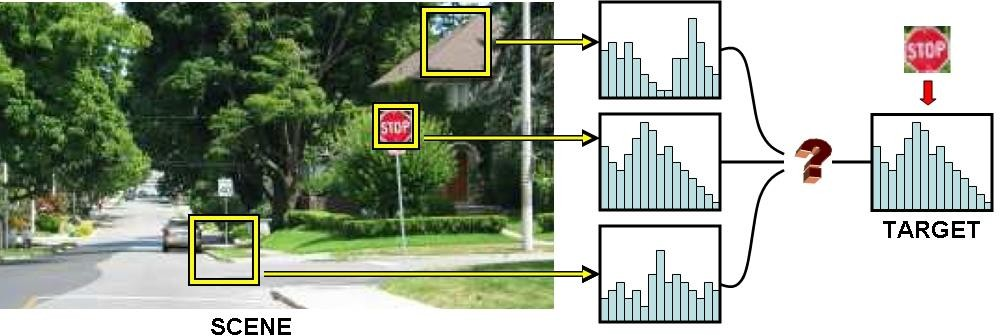 STOP
STOP
?
TARGET
SCENE